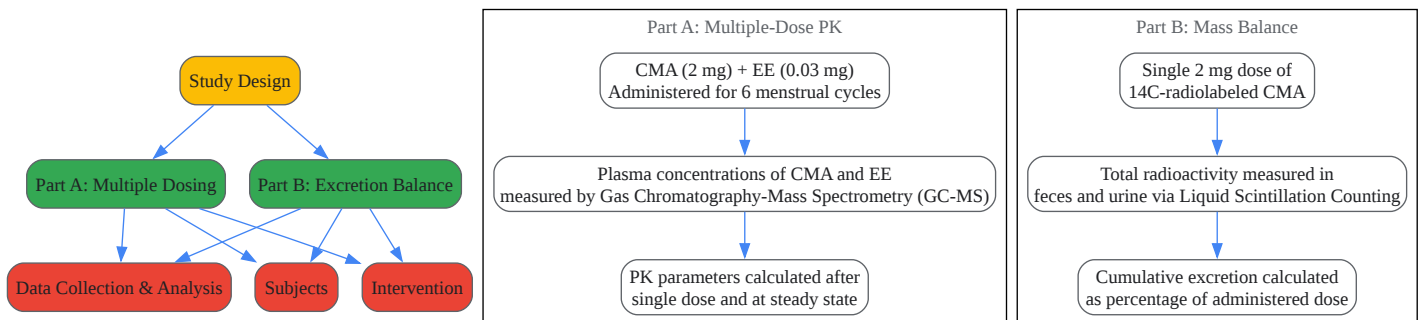 Study Design
Part A: Multiple Dosing
Part B: Excretion Balance
Data Collection & Analysis
Subjects
Intervention
Part A: Multiple-Dose PK
CMA (2 mg) + EE (0.03 mg)
Administered for 6 menstrual cycles
Plasma concentrations of CMA and EE
measured by Gas Chromatography-Mass Spectrometry (GC-MS)
PK parameters calculated after
single dose and at steady state
Part B: Mass Balance
Single 2 mg dose of
14C-radiolabeled CMA
Total radioactivity measured in
feces and urine via Liquid Scintillation Counting
Cumulative excretion calculated
as percentage of administered dose